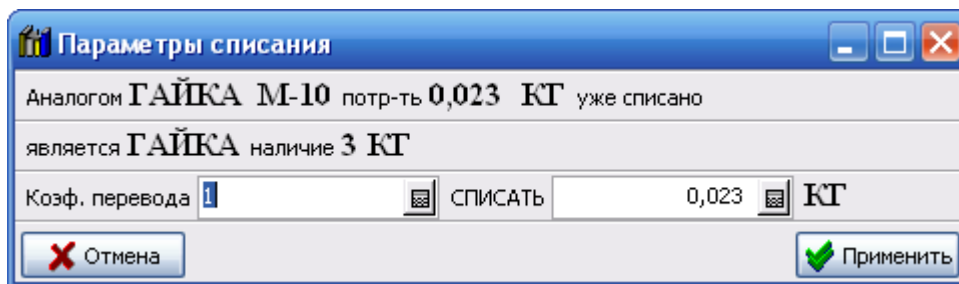 Параметры списания
Аналогом ГАЙКА М-10 потр-ть 0,023 КГ уже списано
является ГАЙКА наличие 3 КГ
Коэф. перевода 1 СПИСАТЬ 0,023 КГ
Отмена Применить